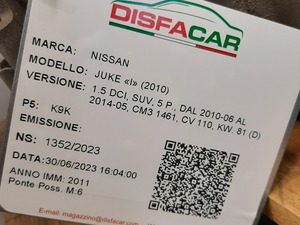 DISFACAR
MARCA: NISSAN
MODELLO: JUKE «I» (2010)
VERSIONE: 1.5 DCI, SUV, 5 P., DAL 2010-06 AL
2014-05, CM3 1461, CV 110, KW. 81 (D)
P5: K9K
EMISSIONE:
NS: 1352/2023
DATA:30/06/2023 16:04:00
ANNO IMM: 2011
Ponte Poss. M:6
E-mail: magazzino@disfacar.